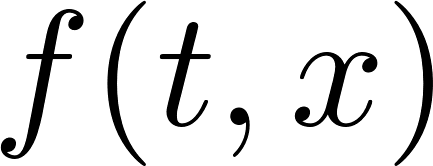 f(t, x)